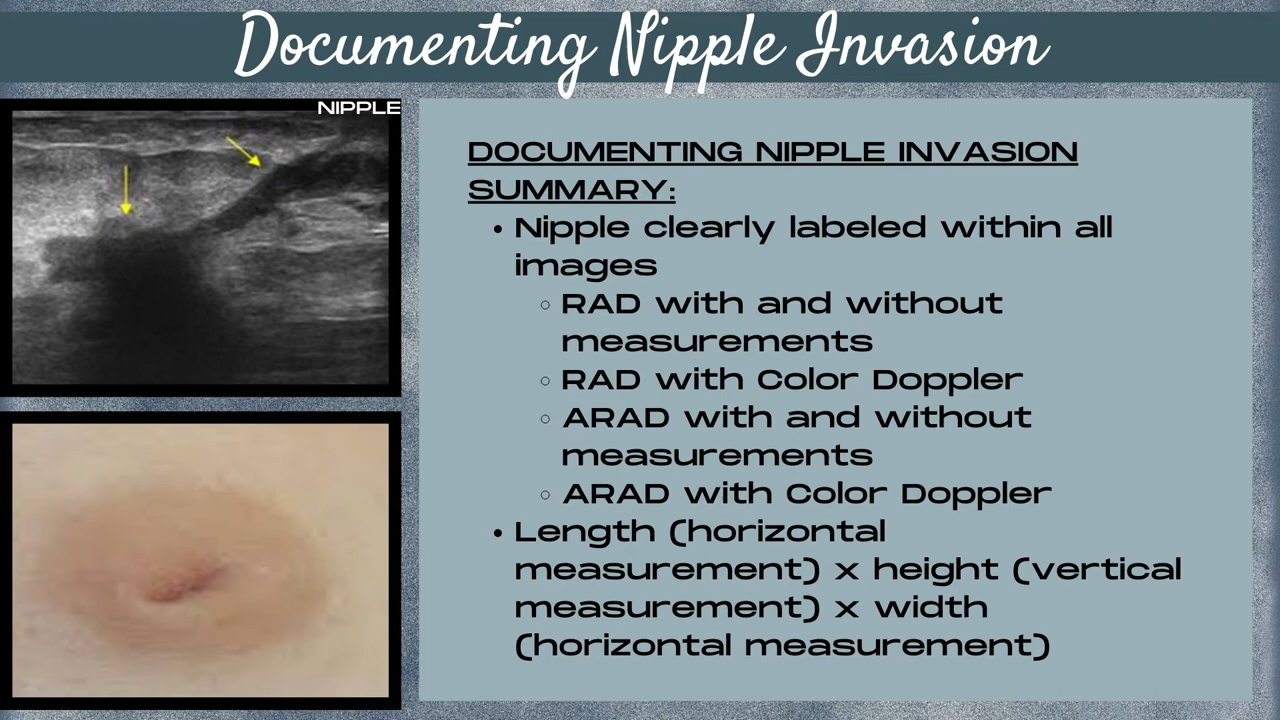 Documenting Nipple Invasion
NIPPLE
DOCUMENTING NIPPLE INVASION
SUMMARY:
• Nipple clearly labeled within all
images
◦ RAD with and without
measurements
◦ RAD with Color Doppler
◦ ARAD with and without
measurements
◦ ARAD with Color Doppler
• Length (horizontal
measurement) x height (vertical
measurement) x width
(horizontal measurement)